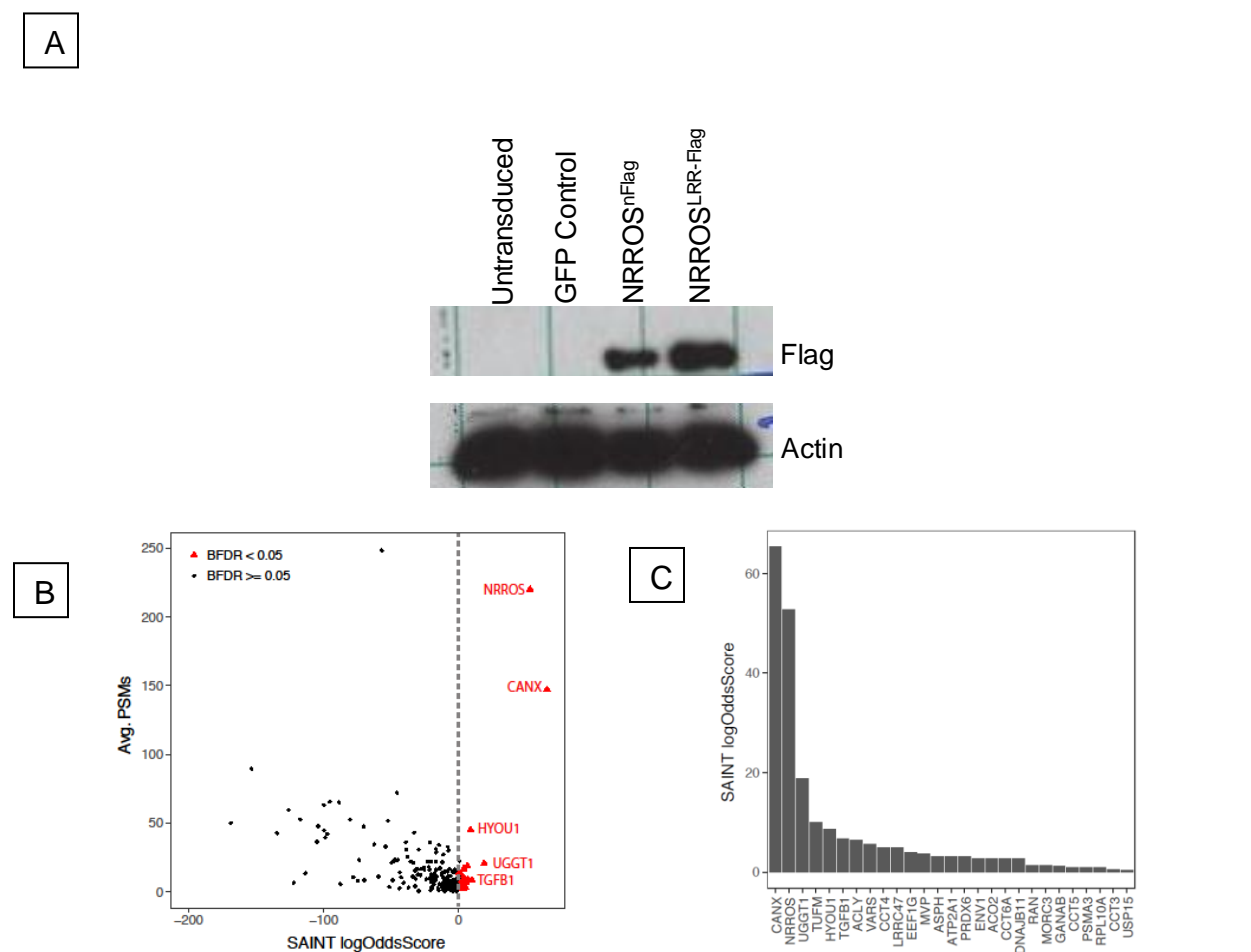 A
Untransduced
GFP Control
NRROSnFlag
NRROSLRR-Flag
Flag
Actin
B
BFDR < 0.05
BFDR >= 0.05
250
200
150
100
50
0
Avg. PSMs
NRROS
CANX
HYOU1
UGGT1
TGFB1
−200
−100
0
SAINT logOddsScore
C
60
40
20
0
SAINT logOddsScore
CANX
NRROS
UGGT1
TUFM
HYOU1
TGFB1
ACLY
VARS
CCT4
LRRC47
EEF1G
MVP
ASPH
ATP2A1
PRDX6
ENV1
ACO2
CCT6A
DNAJB11
RAN
MORC3
GANAB
CCT5
PSMA3
RPL10A
CCT3
USP15